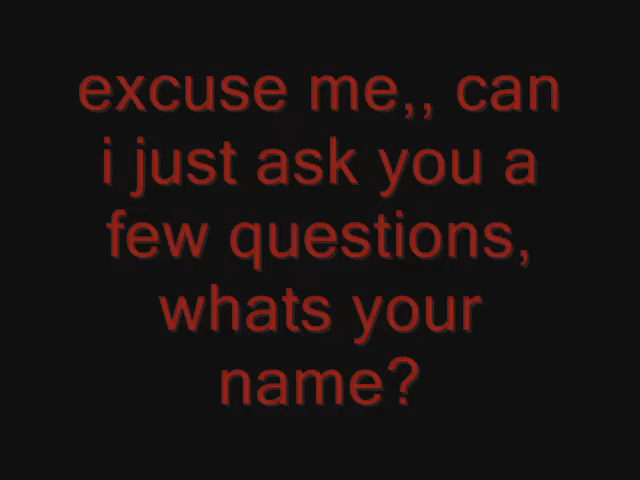 excuse me,, can
i just ask you a
few questions,
whats your
name?